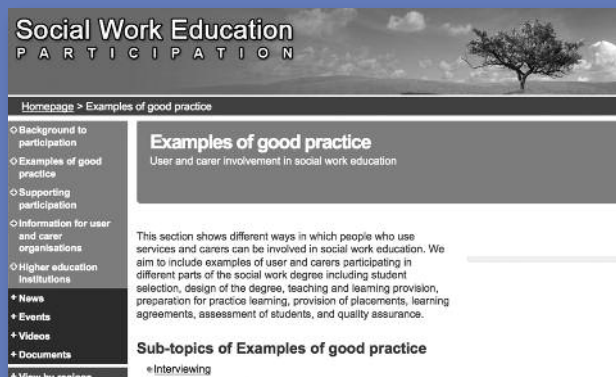 Social Work Education
PARTICIPATION
Homepage > Examples of good practice
Background to
participation
Examples of good
practice
Supporting
participation
Information for user
and carer
organisations
Higher education
Institutions
+ News
+ Events
+ Videos
+ Documents
+ View by regions
Examples of good practice
User and carer involvement in social work education
This section shows different ways in which people who use
services and carers can be involved in social work education. We
aim to include examples of user and carers participating in
different parts of the social work degree including student
selection, design of the degree, teaching and learning provision,
preparation for practice learning, provision of placements, learning
agreements, assessment of students, and quality assurance.
Sub-topics of Examples of good practice
Interviewing